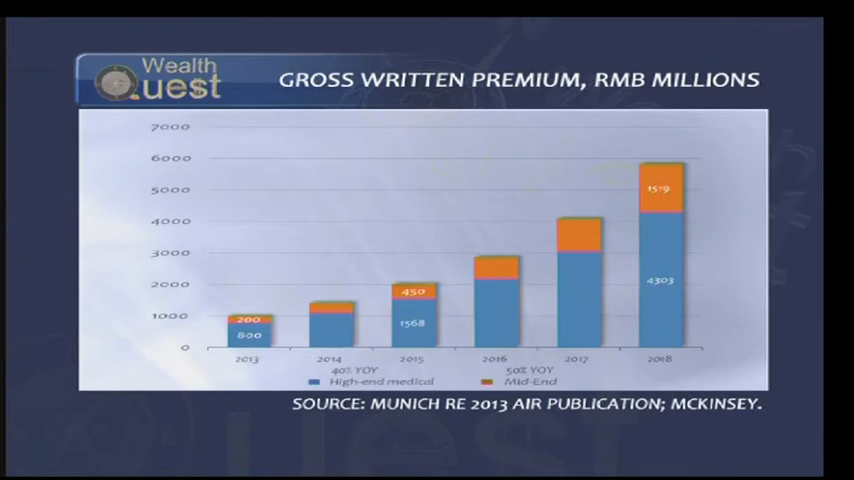 Wealth
Quest
GROSS WRITTEN PREMIUM, RMB MILLIONS
7000
6000
5000
4000
3000
2000
1000
0
1519
4303
450
1568
200
800
2013 2014 2015 2016 2017 2018
40% YOY 50% YOY
High-end medical Mid-End
SOURCE: MUNICH RE 2013 AIR PUBLICATION; MCKINSEY.